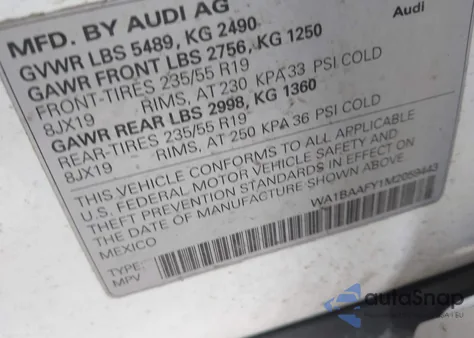 MFD. BY AUDI AG
Audi
GVWR LBS 5489, KG 2490
GAWR FRONT LBS 2756, KG 1250
FRONT-TIRES 235/55 R19
8JX19 RIMS, AT 230 KPA 33 PSI COLD
GAWR REAR LBS 2998, KG 1360
REAR-TIRES 235/55 R19
8JX19 RIMS, AT 250 KPA 36 PSI COLD
THIS VEHICLE CONFORMS TO ALL APPLICABLE
U.S. FEDERAL MOTOR VEHICLE SAFETY AND
THEFT PREVENTION STANDARDS IN EFFECT ON
THE DATE OF MANUFACTURE SHOWN ABOVE.
MEXICO WA1BAAFY1M2059443
TYPE:
MPV
autoSnap